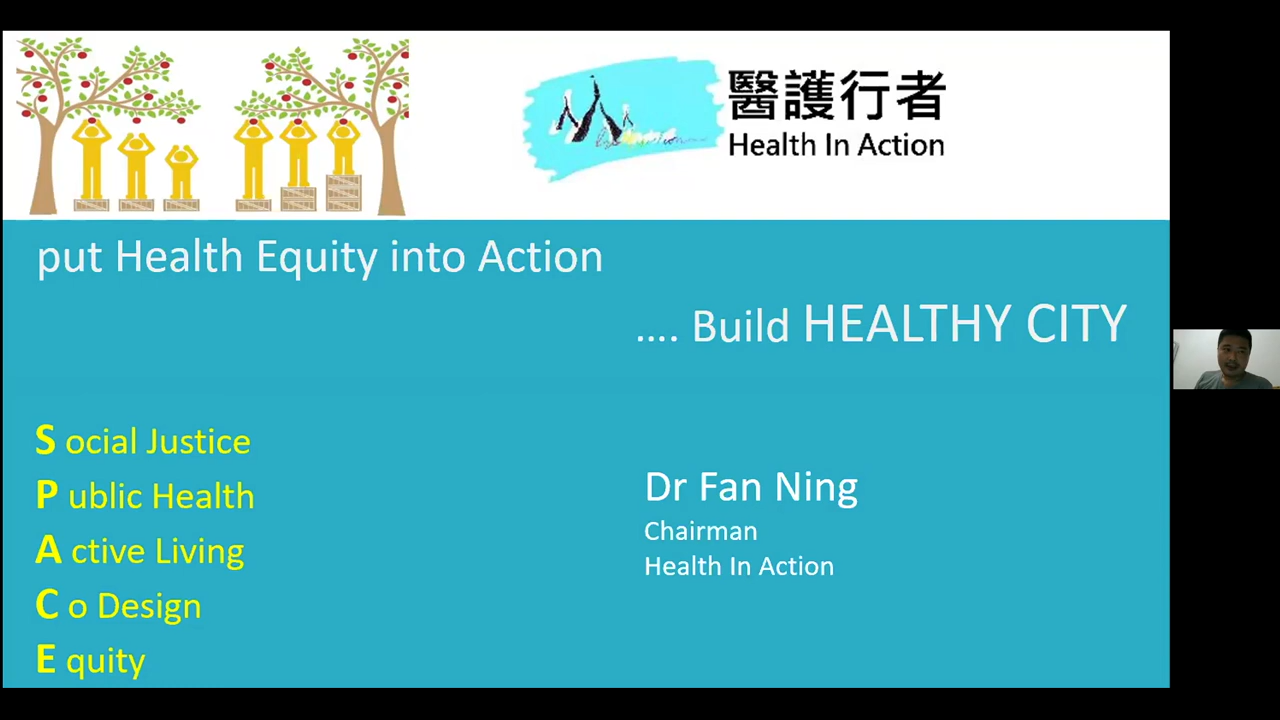 醫護行者
Health In Action
put Health Equity into Action
.... Build HEALTHY CITY
S ocial Justice
P ublic Health
A ctive Living
C o Design
E quity
Dr Fan Ning
Chairman
Health In Action